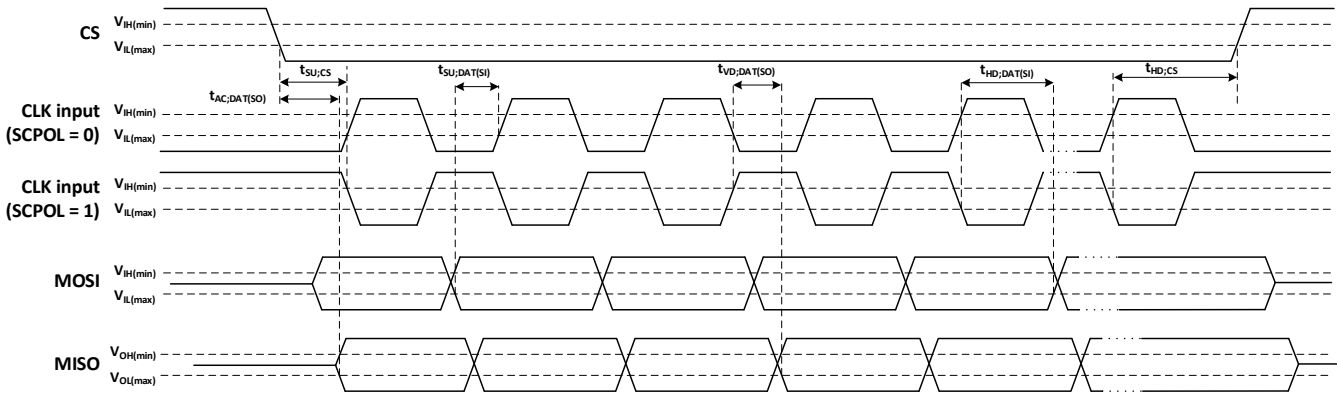 CS
VIH(min)
VIL(max)
tSU;CS
tSU;DAT(SI)
tVD;DAT(SO)
tHD;DAT(SI)
tHD;CS
tAC;DAT(SO)
CLK input
(SCPOL = 0)
VIH(min)
VIL(max)
CLK input
(SCPOL = 1)
VIH(min)
VIL(max)
MOSI
VIH(min)
VIL(max)
MISO
VOH(min)
VOL(max)